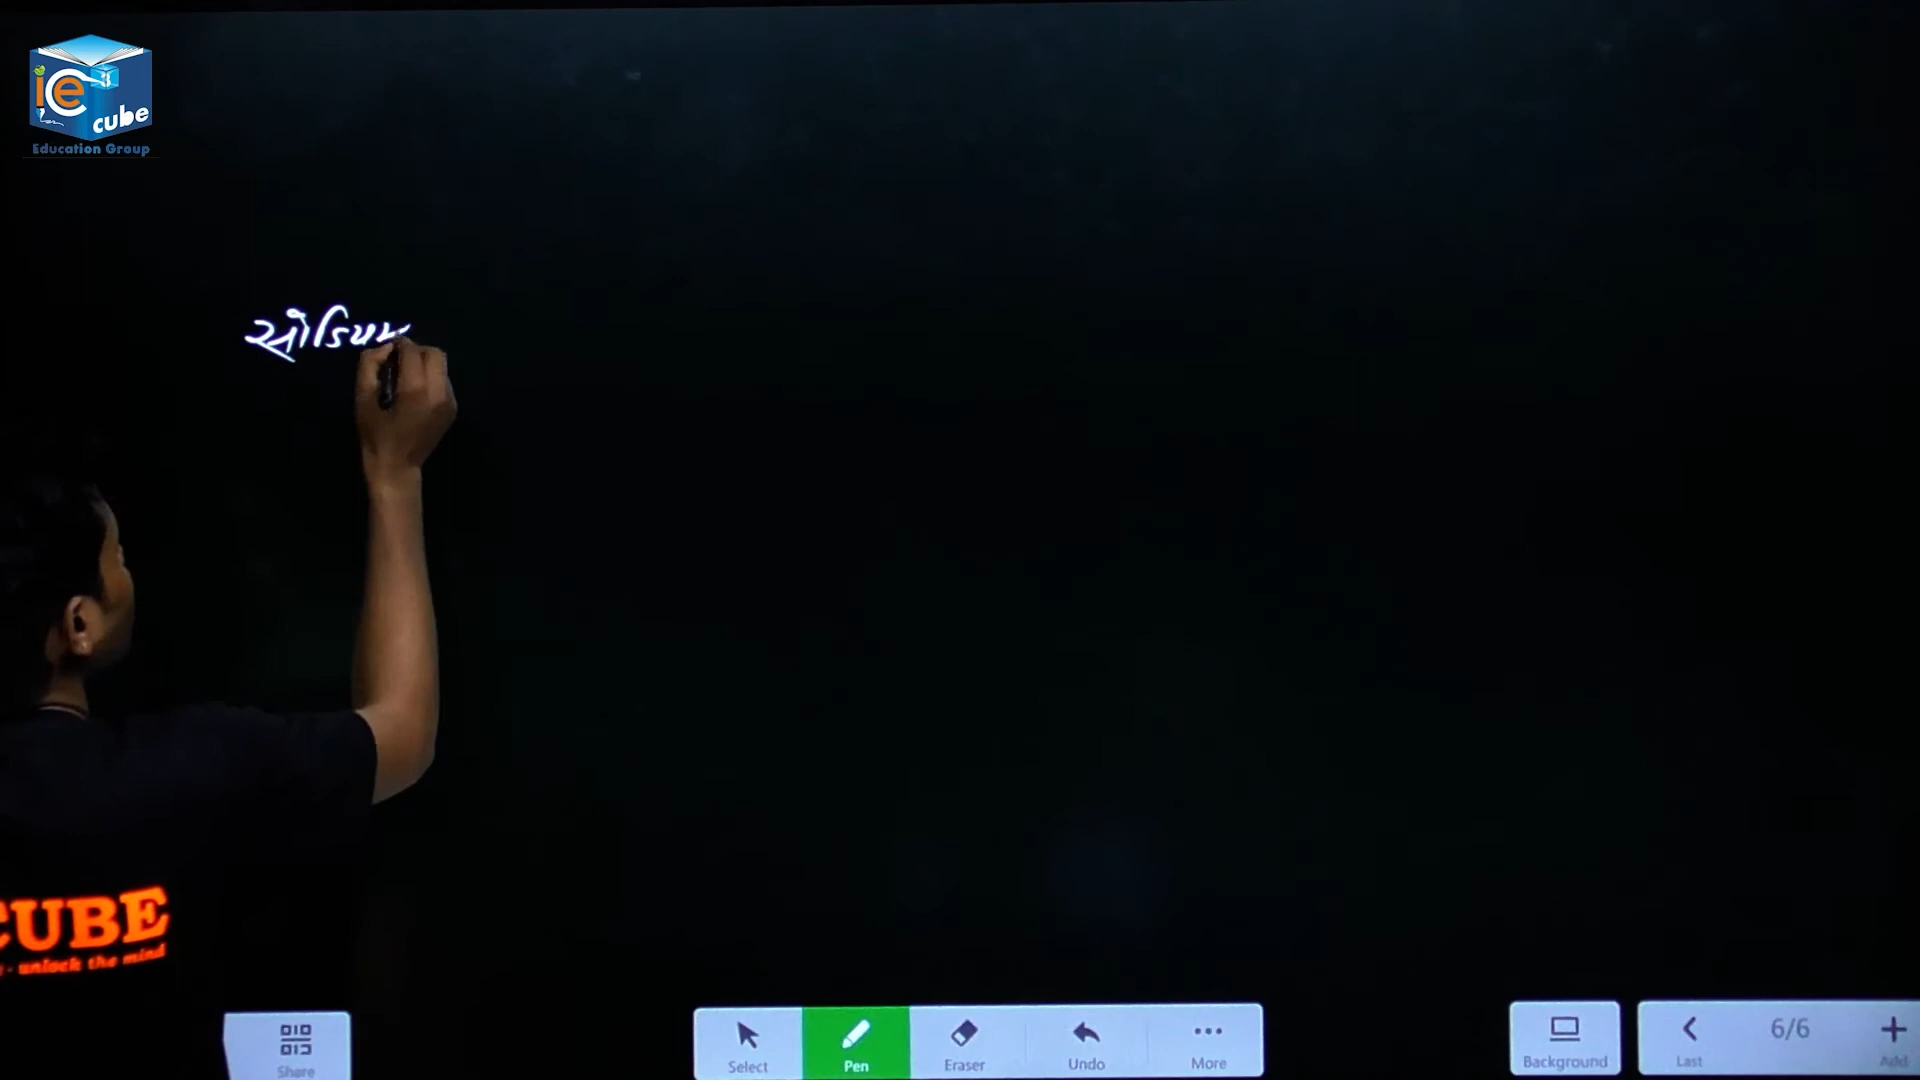 ice 3
cube
Education Group
સોડિયમ
CUBE
- unlock the mind
Share
Select
Pen
Eraser
Undo
More
Background
Last
6/6
Add